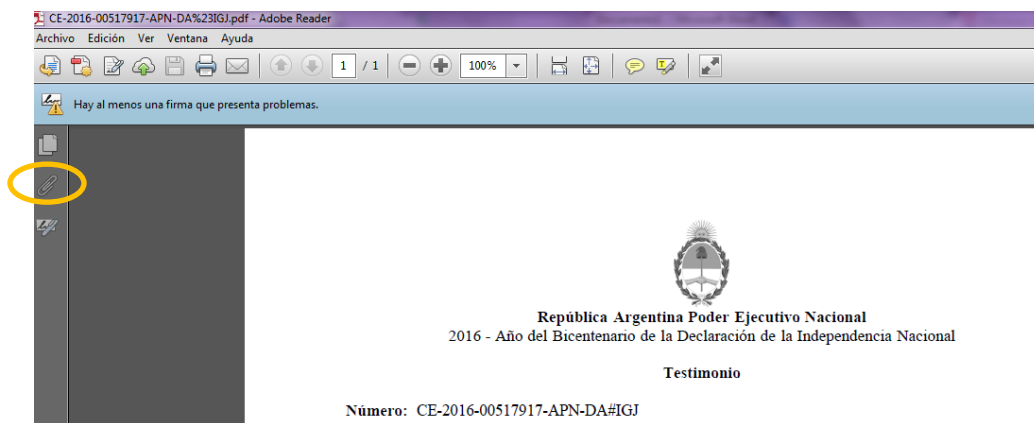 CE-2016-00517917-APN-DA%23IGJ.pdf - Adobe Reader
Archivo Edición Ver Ventana Ayuda
1 / 1 100%
Hay al menos una firma que presenta problemas.
República Argentina Poder Ejecutivo Nacional
2016 - Año del Bicentenario de la Declaración de la Independencia Nacional
Testimonio
Número: CE-2016-00517917-APN-DA#IGJ